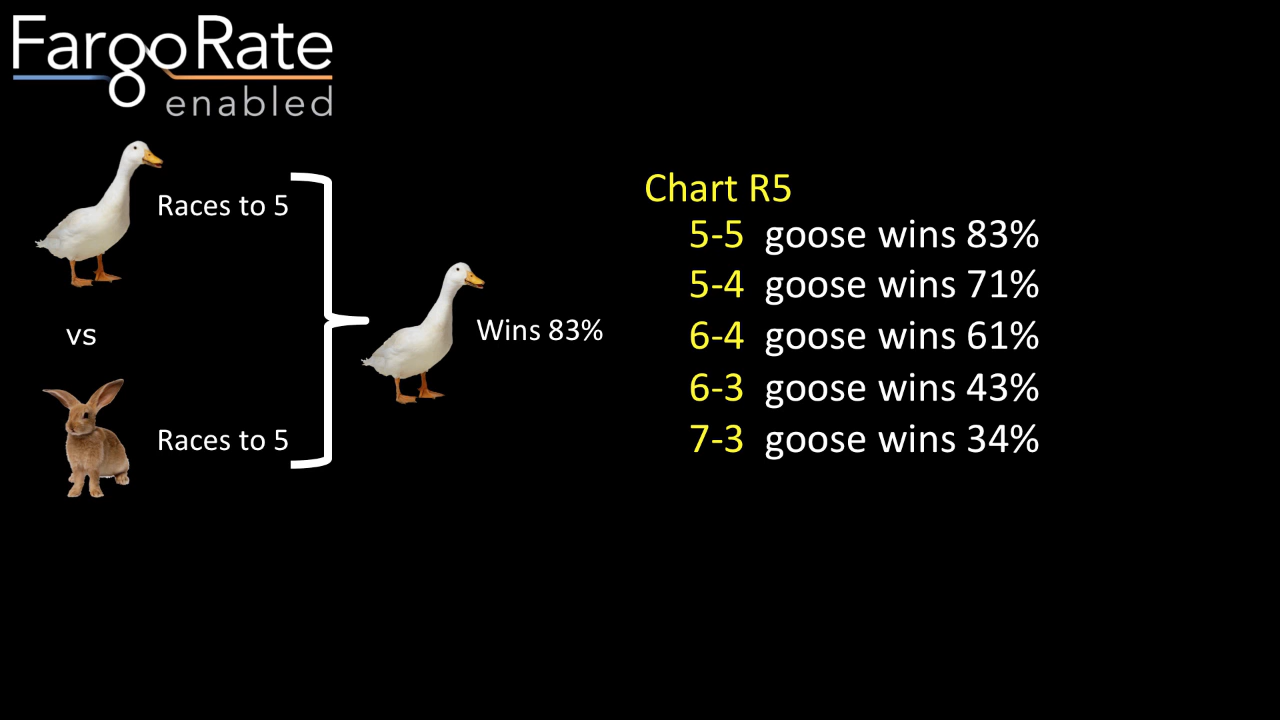 FargoRate
enabled
Races to 5
vs
Races to 5
Wins 83%
Chart R5
5-5 goose wins 83%
5-4 goose wins 71%
6-4 goose wins 61%
6-3 goose wins 43%
7-3 goose wins 34%